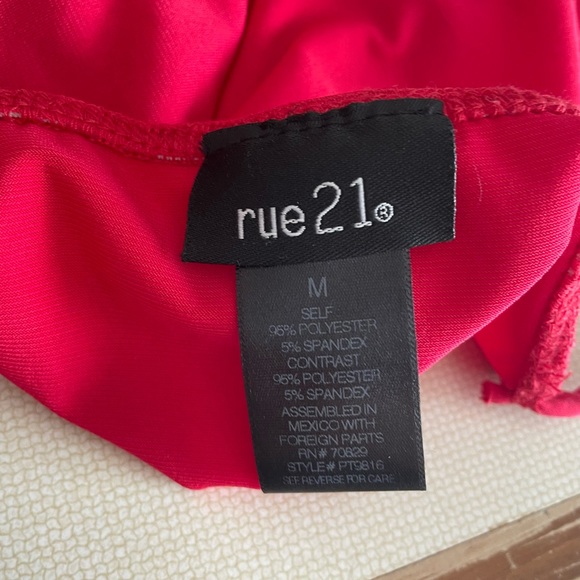 rue21®
M
SELF
95% POLYESTER
5% SPANDEX
CONTRAST
95% POLYESTER
5% SPANDEX
ASSEMBLED IN
MEXICO WITH
FOREIGN PARTS
RN# 70829
STYLE# PT9816
SEE REVERSE FOR CARE